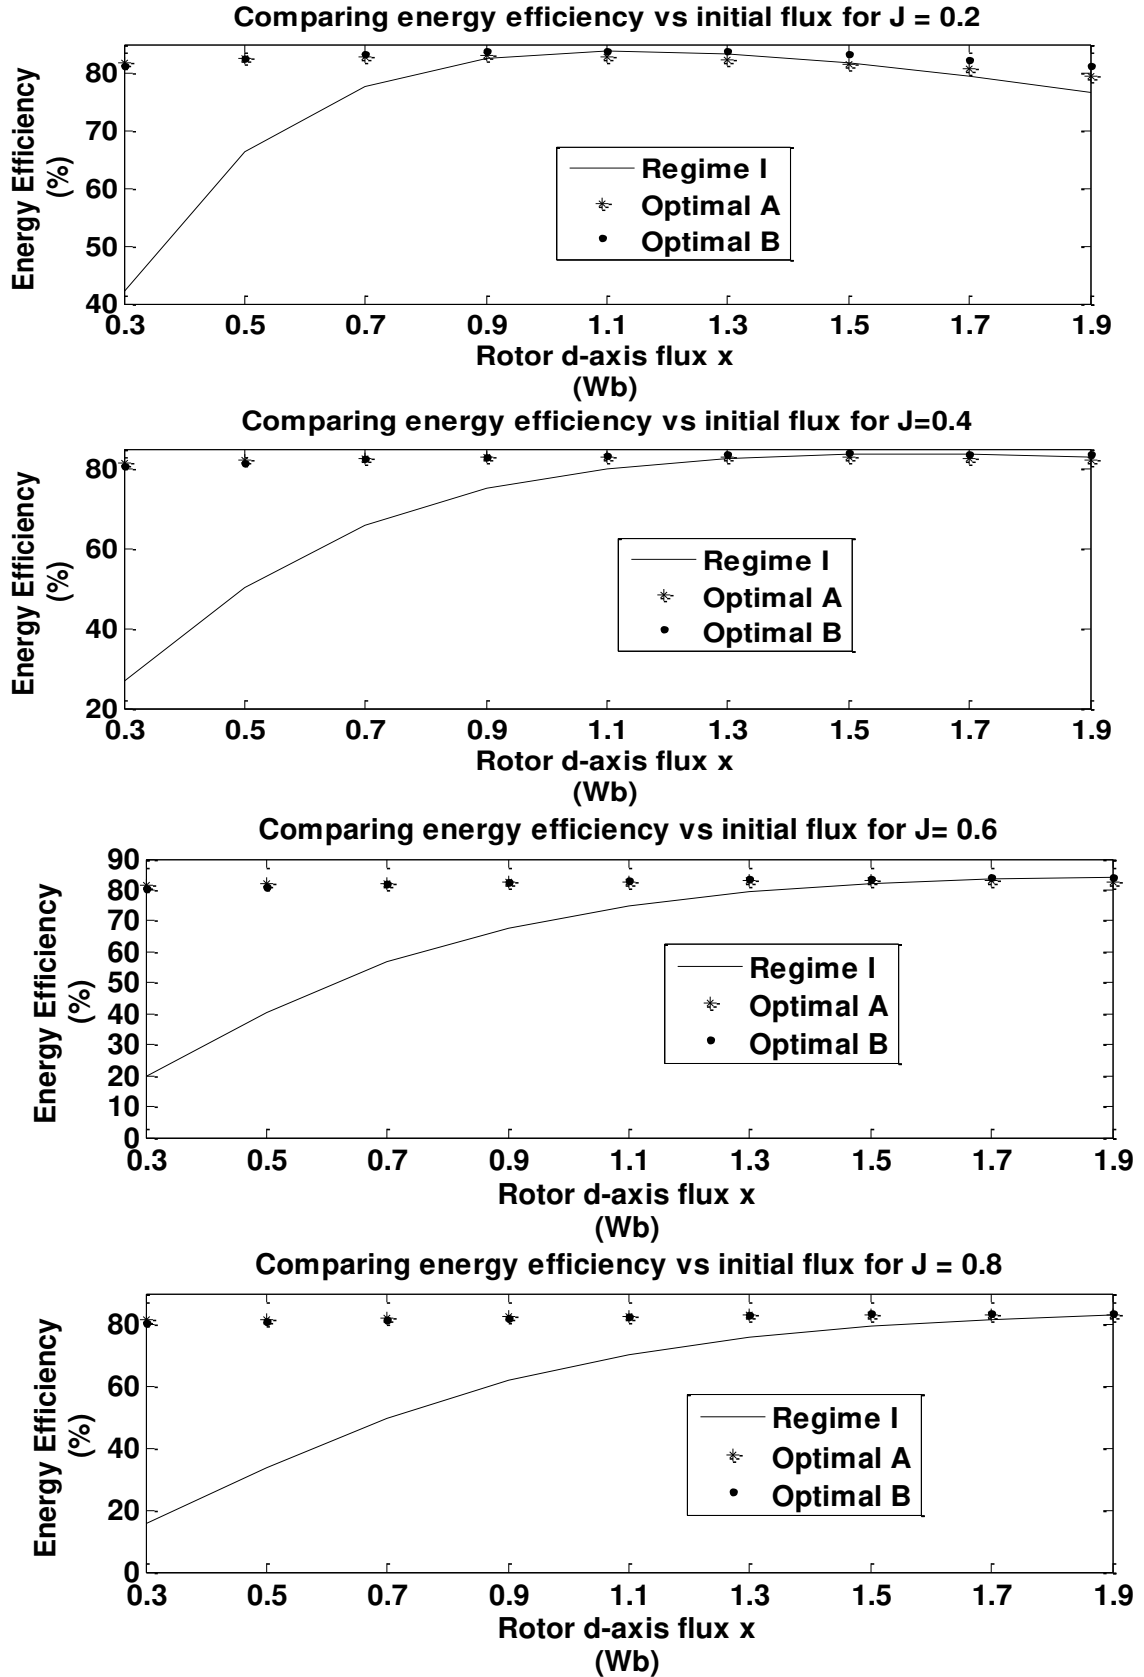 Comparing energy efficiency vs initial flux for J = 0.2
Energy Efficiency
(%)
80
70
60
50
40
Regime I
Optimal A
Optimal B
0.3 0.5 0.7 0.9 1.1 1.3 1.5 1.7 1.9
Rotor d-axis flux x
(Wb)
Comparing energy efficiency vs initial flux for J=0.4
Energy Efficiency
(%)
80
60
40
20
Regime I
Optimal A
Optimal B
0.3 0.5 0.7 0.9 1.1 1.3 1.5 1.7 1.9
Rotor d-axis flux x
(Wb)
Comparing energy efficiency vs initial flux for J= 0.6
Energy Efficiency
(%)
90
80
70
60
50
40
30
20
10
0
Regime I
Optimal A
Optimal B
0.3 0.5 0.7 0.9 1.1 1.3 1.5 1.7 1.9
Rotor d-axis flux x
(Wb)
Comparing energy efficiency vs initial flux for J = 0.8
Energy Efficiency
(%)
80
60
40
20
0
Regime I
Optimal A
Optimal B
0.3 0.5 0.7 0.9 1.1 1.3 1.5 1.7 1.9
Rotor d-axis flux x
(Wb)